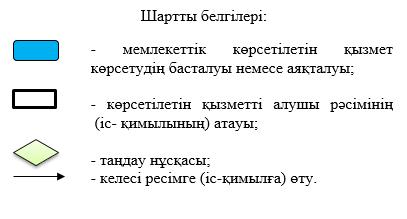 Шартты белгілері:
- мемлекеттік көрсетілетін қызмет
көрсетудің басталуы немесе аяқталуы;
- көрсетілетін қызметті алушы рәсімінің
(іс- қимылының) атауы;
- таңдау нұсқасы;
- келесі ресімге (іс-қимылға) өту.